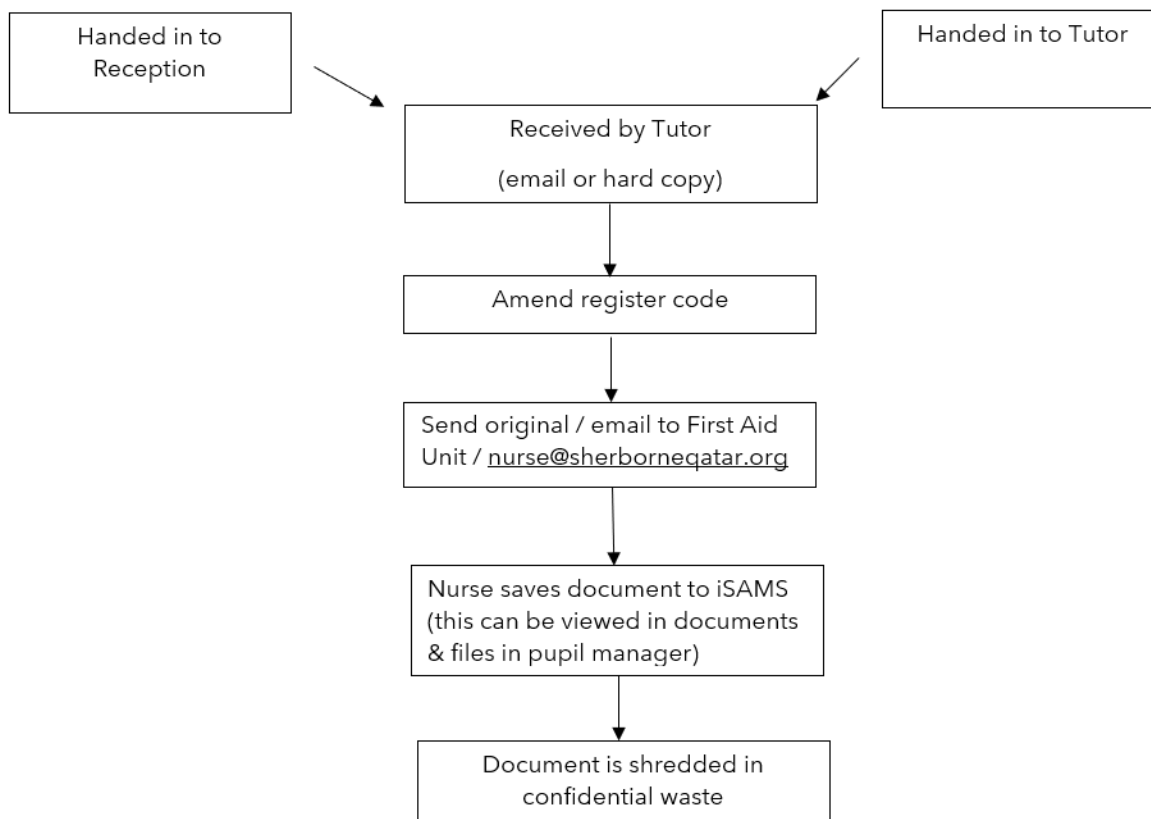 Handed in to
Reception
Handed in to Tutor
Received by Tutor
(email or hard copy)
Amend register code
Send original / email to First Aid
Unit / nurse@sherborneqatar.org
Nurse saves document to iSAMS
(this can be viewed in documents
& files in pupil manager)
Document is shredded in
confidential waste